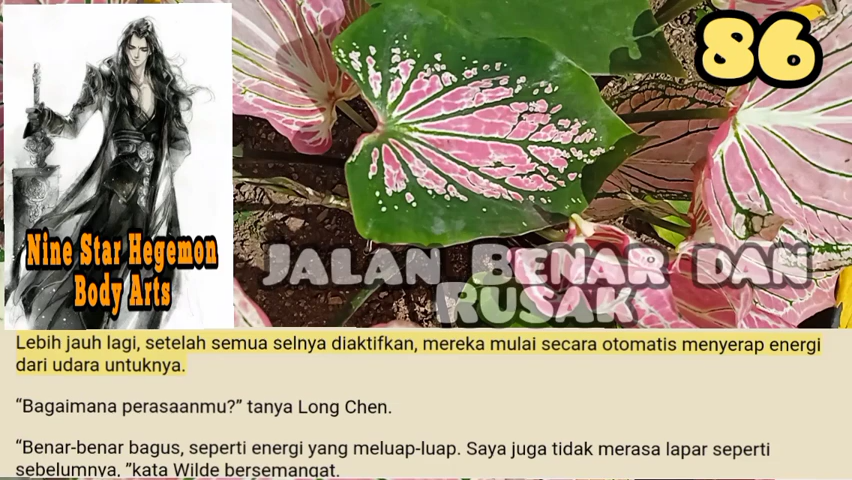 86
Nine Star Hegemon
Body Arts
Jalan Benar dan
Rusak
Lebih jauh lagi, setelah semua selnya diaktifkan, mereka mulai secara otomatis menyerap energi
dari udara untuknya.
“Bagaimana perasaanmu?” tanya Long Chen.
“Benar-benar bagus, seperti energi yang meluap-luap. Saya juga tidak merasa lapar seperti
sebelumnya, ”kata Wilde bersemangat.